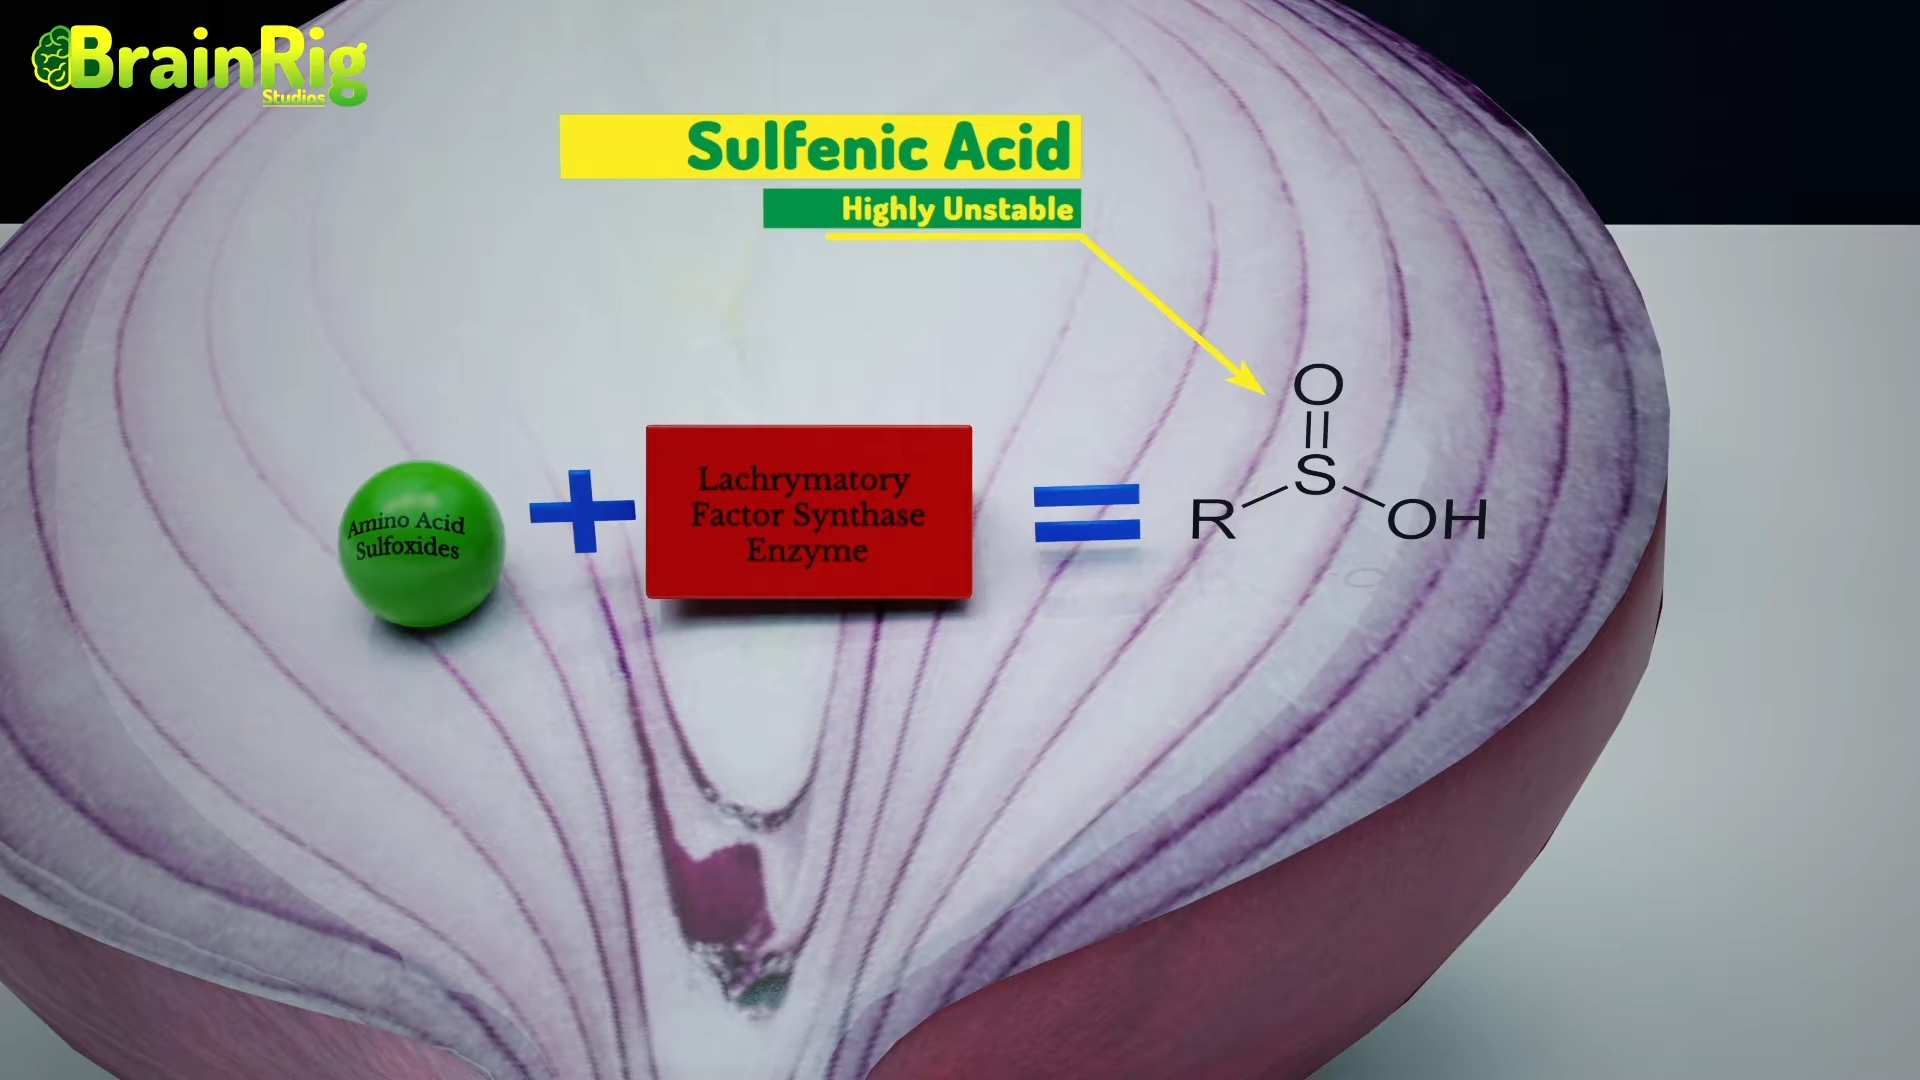 BrainRig
Studios
Sulfenic Acid
Highly Unstable
Amino Acid
Sulfoxides
+
Lachrymatory
Factor Synthase
Enzyme
=
O
S
R
OH